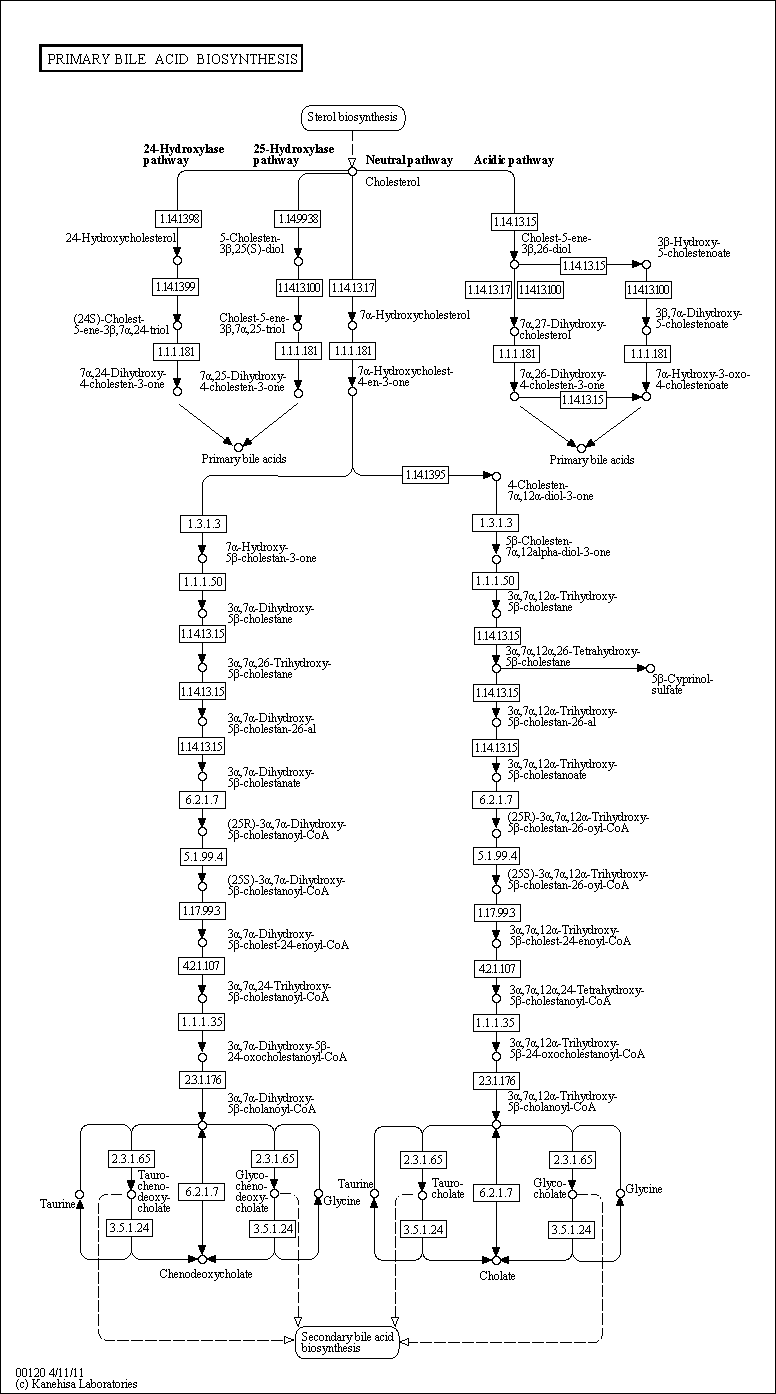 PRIMARY BILE ACID BIOSYNTHESIS
Sterol biosynthesis
24-Hydroxylase
pathway
25-Hydroxylase
pathway
Neutral pathway
Acidic pathway
Cholesterol
1.14.13.98
1.14.99.38
1.14.13.15
24-Hydroxycholesterol
5-Cholesten-
3β,25(S)-diol
Cholest-5-ene-
3β,26-diol
3β-Hydroxy-
5-cholestenoate
1.14.13.15
1.14.13.99
1.14.13.100
1.14.13.17
1.14.13.17
1.14.13.100
1.14.13.100
(24S)-Cholest-
5-ene-3β,7α,24-triol
Cholest-5-ene-
3β,7α,25-triol
7α-Hydroxycholesterol
7α,27-Dihydroxy-
cholesterol
3β,7α-Dihydroxy-
5-cholestenoate
1.1.1.181
1.1.1.181
1.1.1.181
1.1.1.181
1.1.1.181
7α,24-Dihydroxy-
4-cholesten-3-one
7α,25-Dihydroxy-
4-cholesten-3-one
7α-Hydroxycholest-
4-en-3-one
7α,26-Dihydroxy-
4-cholesten-3-one
7α-Hydroxy-3-oxo-
4-cholestenoate
1.14.13.15
Primary bile acids
Primary bile acids
1.14.13.95
4-Cholesten-
7α,12α-diol-3-one
1.3.1.3
1.3.1.3
7α-Hydroxy-
5β-cholestan-3-one
5β-Cholesten-
7α,12alpha-diol-3-one
1.1.1.50
1.1.1.50
3α,7α-Dihydroxy-
5β-cholestane
3α,7α,12α-Trihydroxy-
5β-cholestane
1.14.13.15
1.14.13.15
3α,7α,26-Trihydroxy-
5β-cholestane
3α,7α,12α,26-Tetrahydroxy-
5β-cholestane
5β-Cyprinol-
sulfate
1.14.13.15
1.14.13.15
3α,7α-Dihydroxy-
5β-cholestan-26-al
3α,7α,12α-Trihydroxy-
5β-cholestan-26-al
1.14.13.15
1.14.13.15
3α,7α-Dihydroxy-
5β-cholestanate
3α,7α,12α-Trihydroxy-
5β-cholestanoate
6.2.1.7
6.2.1.7
(25R)-3α,7α-Dihydroxy-
5β-cholestanoyl-CoA
(25R)-3α,7α,12α-Trihydroxy-
5β-cholestan-26-oyl-CoA
5.1.99.4
5.1.99.4
(25S)-3α,7α-Dihydroxy-
5β-cholestanoyl-CoA
(25S)-3α,7α,12α-Trihydroxy-
5β-cholestan-26-oyl-CoA
1.17.99.3
1.17.99.3
3α,7α-Dihydroxy-
5β-cholest-24-enoyl-CoA
3α,7α,12α-Trihydroxy-
5β-cholest-24-enoyl-CoA
4.2.1.107
4.2.1.107
3α,7α,24-Trihydroxy-
5β-cholestanoyl-CoA
3α,7α,12α,24-Tetrahydroxy-
5β-cholestanoyl-CoA
1.1.1.35
1.1.1.35
3α,7α-Dihydroxy-5β-
24-oxocholestanoyl-CoA
3α,7α,12α-Trihydroxy-
5β-24-oxocholestanoyl-CoA
2.3.1.176
2.3.1.176
3α,7α-Dihydroxy-
5β-cholanoyl-CoA
3α,7α,12α-Trihydroxy-
5β-cholanoyl-CoA
2.3.1.65
2.3.1.65
2.3.1.65
2.3.1.65
Taurine
Tauro-
cheno-
deoxy-
cholate
6.2.1.7
Glyco-
cheno-
deoxy-
cholate
Glycine
Taurine
Tauro-
cholate
6.2.1.7
Glyco-
cholate
Glycine
3.5.1.24
3.5.1.24
3.5.1.24
3.5.1.24
Chenodeoxycholate
Cholate
Secondary bile acid
biosynthesis
00120 4/11/11
(c) Kanehisa Laboratories